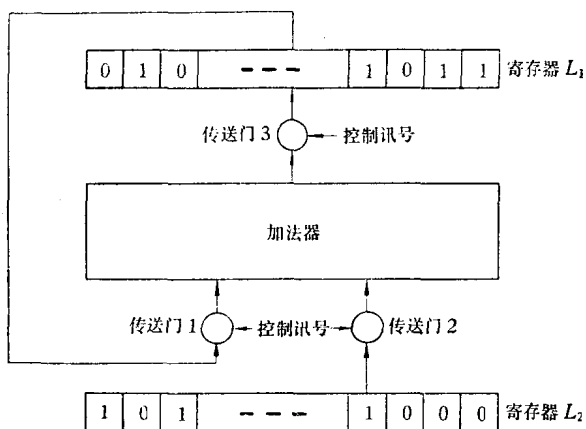 0 1 0 --- 1 0 1 1 寄存器 L₁
传送门 3 控制讯号
加法器
传送门 1 控制讯号 传送门 2
1 0 1 --- 1 0 0 0 寄存器 L₂